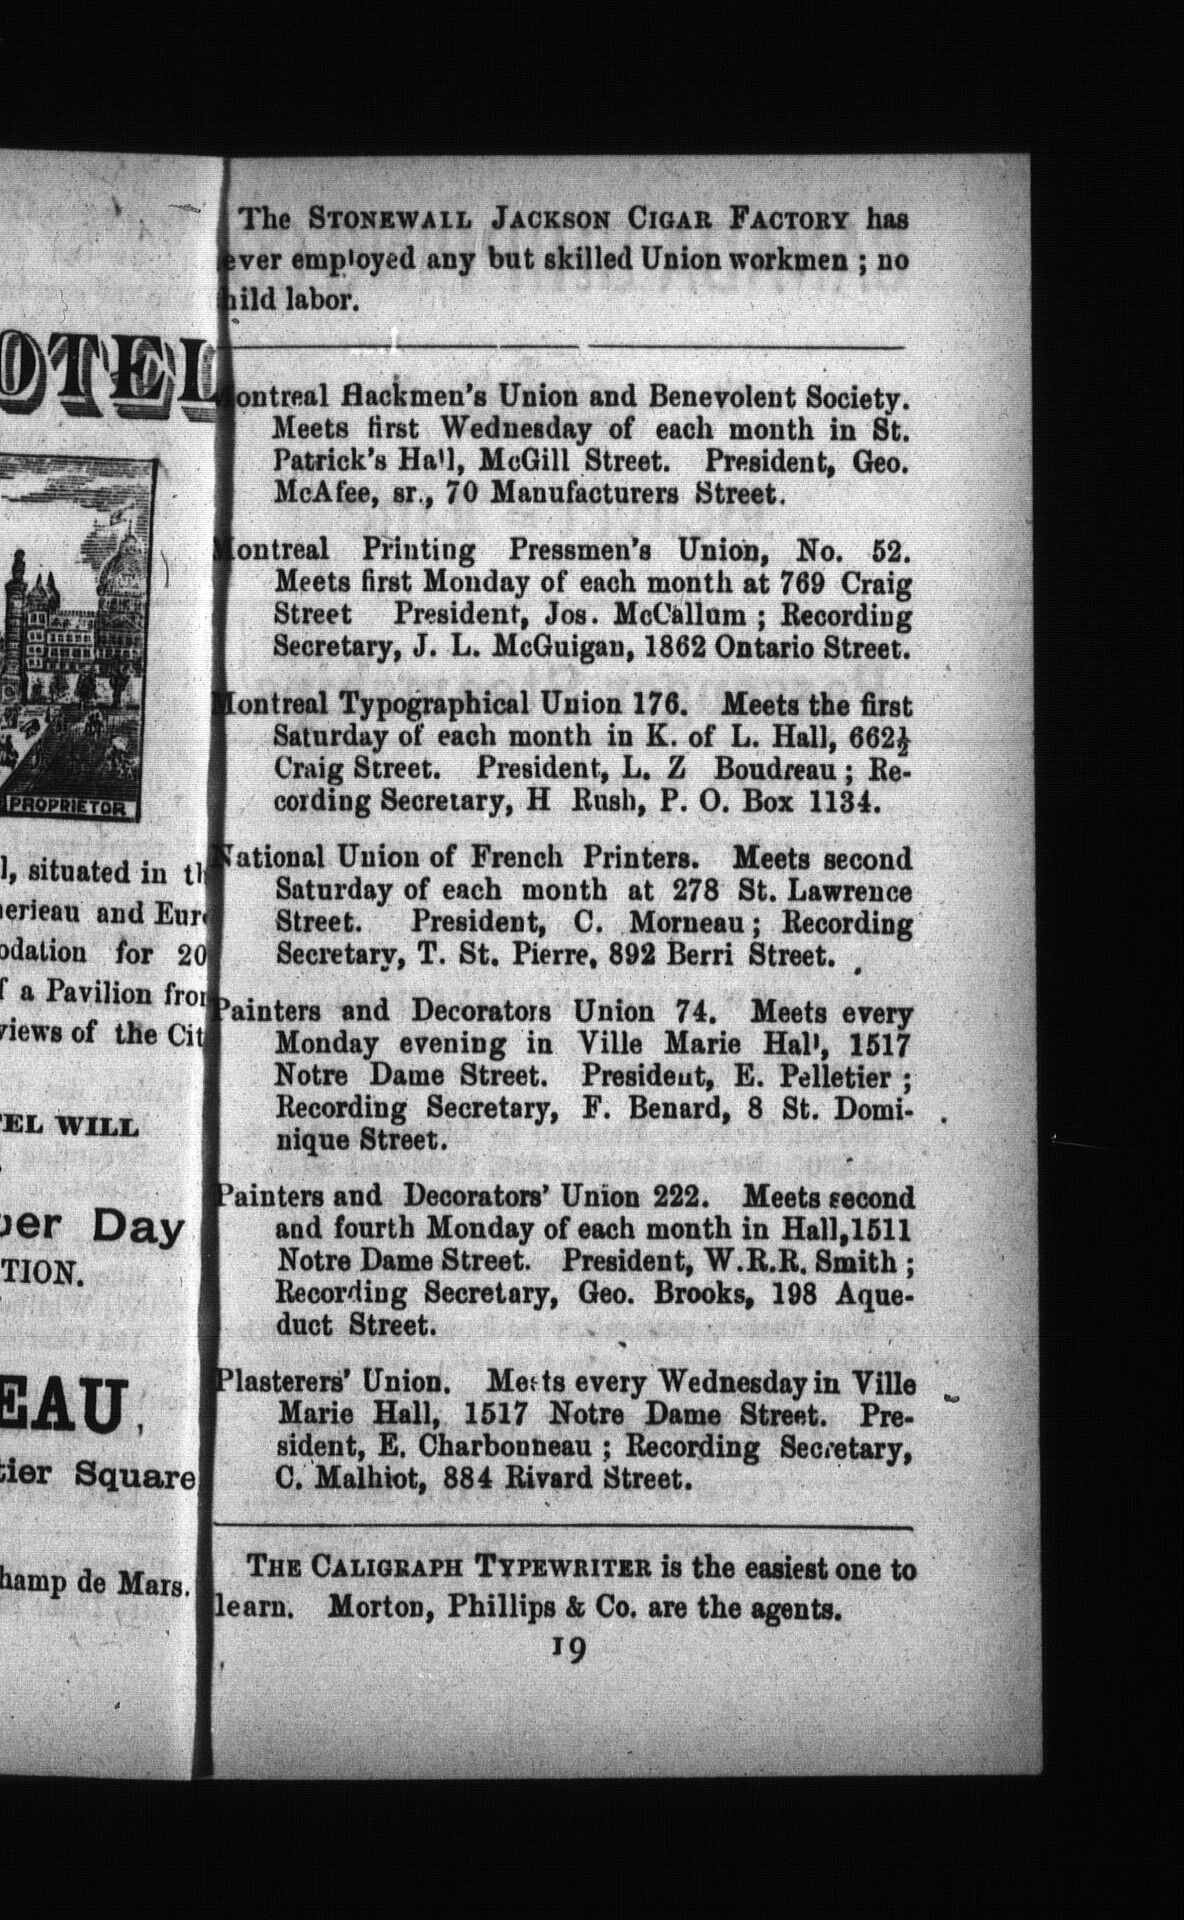 OTEL
PROPRIETOR
l, situated in th
erieau and Eur
odation for 20
f a Pavilion from
views of the Cit
TEL WILL
per Day
TION.
EAU,
tier Square
hamp de Mars.
The STONEWALL JACKSON CIGAR FACTORY has
ever employed any but skilled Union workmen ; no
hild labor.
Montreal Hackmen's Union and Benevolent Society.
Meets first Wednesday of each month in St.
Patrick's Hall, McGill Street. President, Geo.
McAfee, sr., 70 Manufacturers Street.
Montreal Printing Pressmen's Union, No. 52.
Meets first Monday of each month at 769 Craig
Street President, Jos. McCallum ; Recording
Secretary, J. L. McGuigan, 1862 Ontario Street.
Montreal Typographical Union 176. Meets the first
Saturday of each month in K. of L. Hall, 662½
Craig Street. President, L. Z Boudreau ; Re-
cording Secretary, H Rush, P. O. Box 1134.
National Union of French Printers. Meets second
Saturday of each month at 278 St. Lawrence
Street. President, C. Morneau ; Recording
Secretary, T. St. Pierre, 892 Berri Street.
Painters and Decorators Union 74. Meets every
Monday evening in Ville Marie Hall, 1517
Notre Dame Street. President, E. Pelletier ;
Recording Secretary, F. Benard, 8 St. Domi-
nique Street.
Painters and Decorators' Union 222. Meets second
and fourth Monday of each month in Hall, 1511
Notre Dame Street. President, W.R.R. Smith ;
Recording Secretary, Geo. Brooks, 198 Aque-
duct Street.
Plasterers' Union. Meets every Wednesday in Ville
Marie Hall, 1517 Notre Dame Street. Pre-
sident, E. Charbonneau ; Recording Secretary,
C. Malhiot, 884 Rivard Street.
THE CALIGRAPH TYPEWRITER is the easiest one to
learn. Morton, Phillips & Co. are the agents.
19